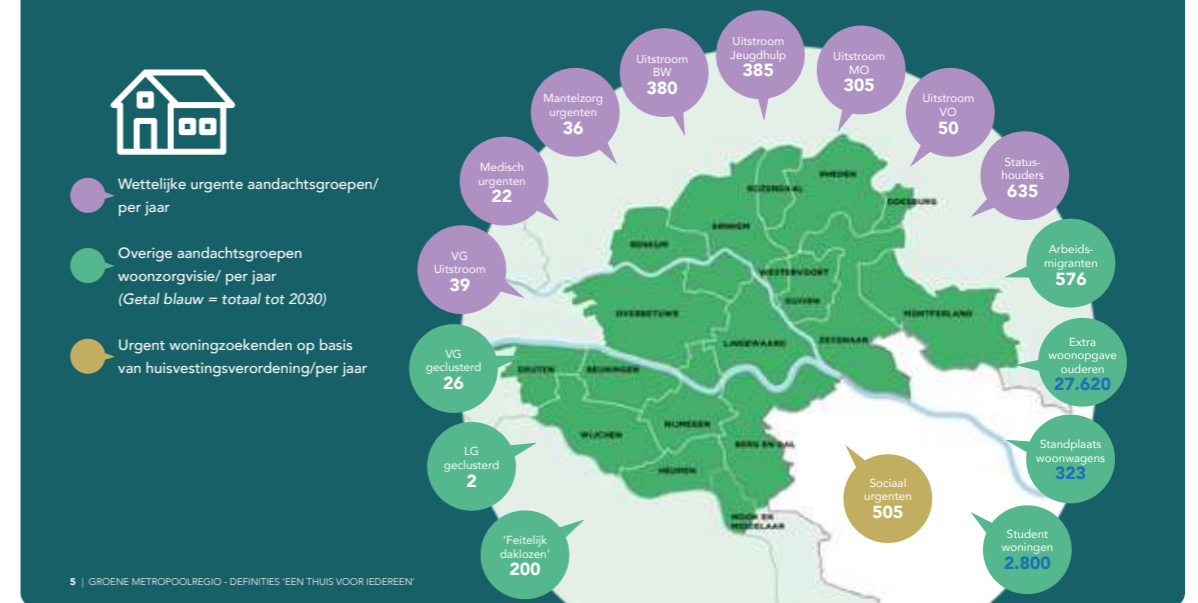 Wettelijke urgente aandachtsgroepen/
per jaar
Overige aandachtsgroepen
woonzorgvisie/ per jaar
(Getal blauw = totaal tot 2030)
Urgent woningzoekenden op basis
van huisvestingsverordening/per jaar
VG
Uitstroom
39
Medisch
urgenten
22
Mantelzorg
urgenten
36
Uitstroom
BW
380
Uitstroom
Jeugdhulp
385
Uitstroom
MO
305
Uitstroom
VO
50
Status-
houders
635
Arbeids-
migranten
576
Extra
woonopgave
ouderen
27.620
Standplaats
woonwagens
323
Student
woningen
2.800
Sociaal
urgenten
505
VG
geclusterd
26
LG
geclusterd
2
'Feitelijk
daklozen'
200
ROZENDAAL
RHEDEN
DOESBURG
ARNHEM
RENKUM
WESTERVOORT
DUIVEN
OVERBETUWE
MONTFERLAND
LINGEWAARD
ZEVENAAR
DRUTEN
BEUNINGEN
WIJCHEN
NIJMEGEN
BERG EN DAL
HEUMEN
MOOK EN
MIDDELAAR
5 | GROENE METROPOOLREGIO - DEFINITIES 'EEN THUIS VOOR IEDEREEN'